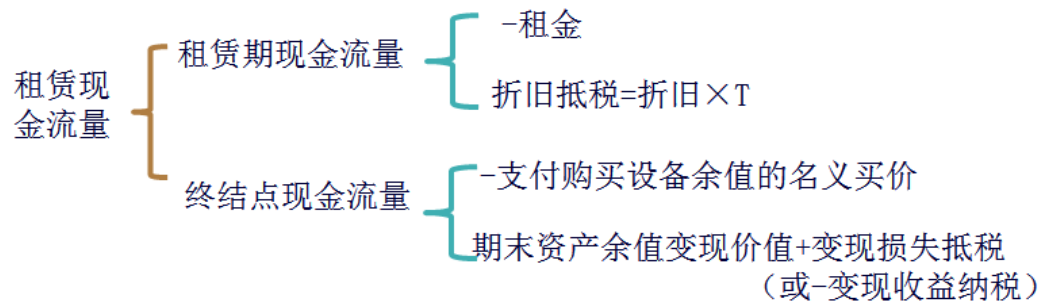 租赁现
金流量
租赁期现金流量
-租金
折旧抵税=折旧×T
终结点现金流量
-支付购买设备余值的名义买价
期末资产余值变现价值+变现损失抵税
（或-变现收益纳税）